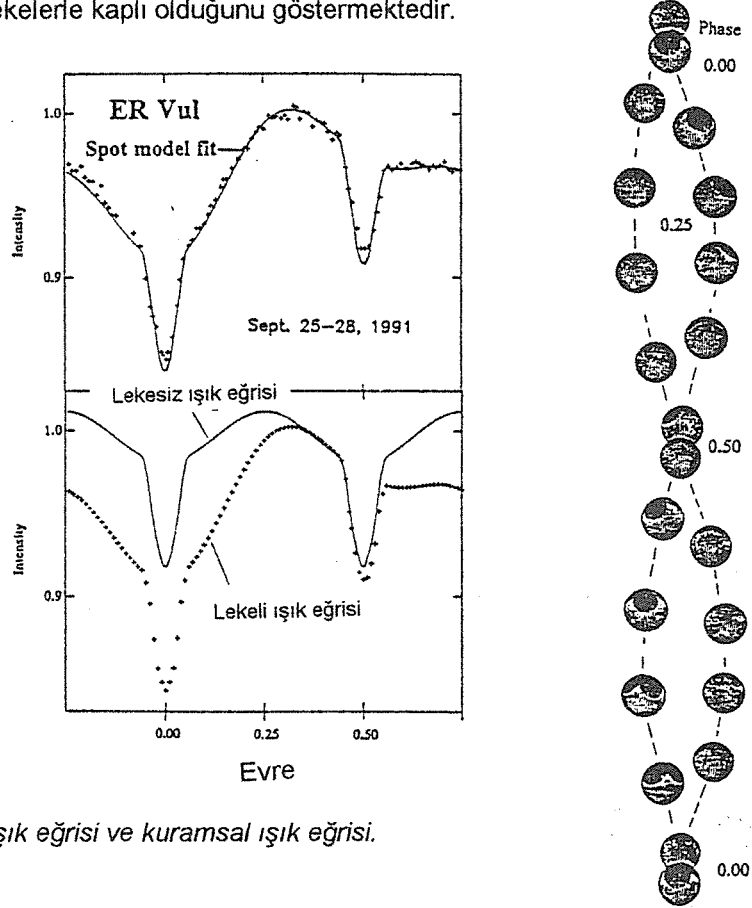 ekelerle kaplı olduğunu göstermektedir.
ER Vul
Spot model fit
1.0
0.9
Intensity
Sept. 25–28, 1991
Lekesiz ışık eğrisi
1.0
0.9
Intensity
Lekeli ışık eğrisi
0.00
0.25
0.50
Evre
şık eğrisi ve kuramsal ışık eğrisi.
Phase
0.00
0.25
0.50
0.00